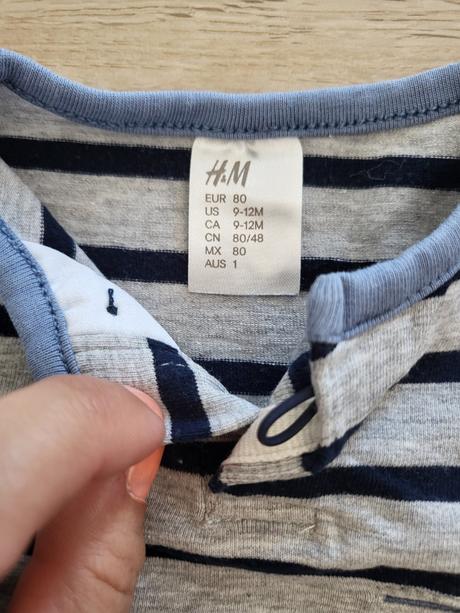 H&M
EUR 80
US 9-12M
CA 9-12M
CN 80/48
MX 80
AUS 1